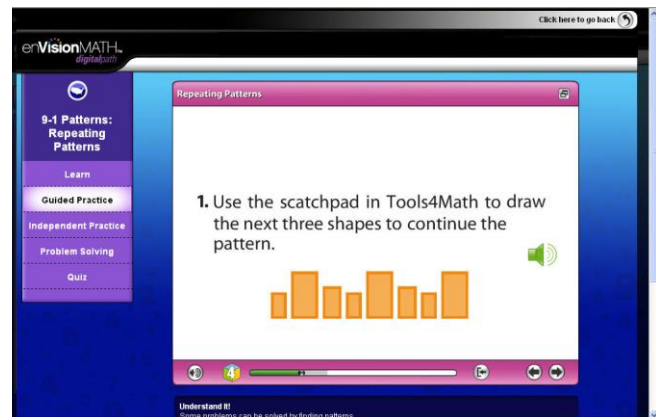 Click here to go back
enVisionMATH™
digitalpath
9-1 Patterns:
Repeating
Patterns
Learn
Guided Practice
Independent Practice
Problem Solving
Quiz
Repeating Patterns
1. Use the scatchpad in Tools4Math to draw
the next three shapes to continue the
pattern.
4
Understand It!
Some problems can be solved by finding patterns